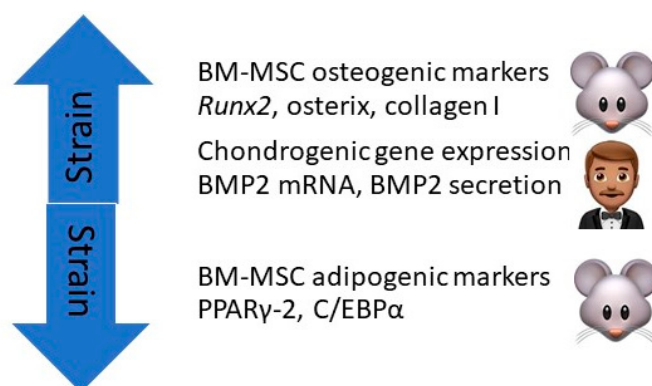 Strain
BM-MSC osteogenic markers
Runx2, osterix, collagen I
Chondrogenic gene expression
BMP2 mRNA, BMP2 secretion
Strain
BM-MSC adipogenic markers
PPARγ-2, C/EBPα